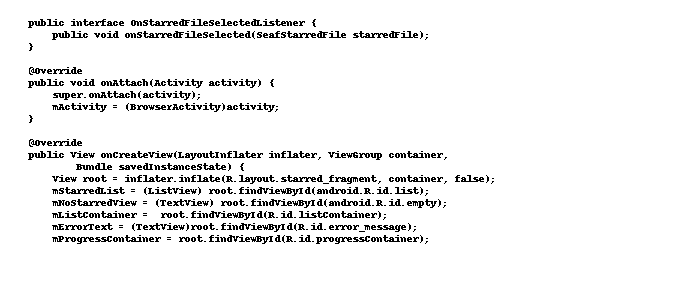 public interface OnStarredFileSelectedListener {
    public void onStarredFileSelected(SeafStarredFile starredFile);
}
@Override
public void onAttach(Activity activity) {
    super.onAttach(activity);
    mActivity = (BrowserActivity)activity;
}
@Override
public View onCreateView(LayoutInflater inflater, ViewGroup container,
        Bundle savedInstanceState) {
    View root = inflater.inflate(R.layout.starred_fragment, container, false);
    mStarredList = (ListView) root.findViewById(android.R.id.list);
    mNoStarredView = (TextView) root.findViewById(android.R.id.empty);
    mListContainer =  root.findViewById(R.id.listContainer);
    mErrorText = (TextView)root.findViewById(R.id.error_message);
    mProgressContainer = root.findViewById(R.id.progressContainer);